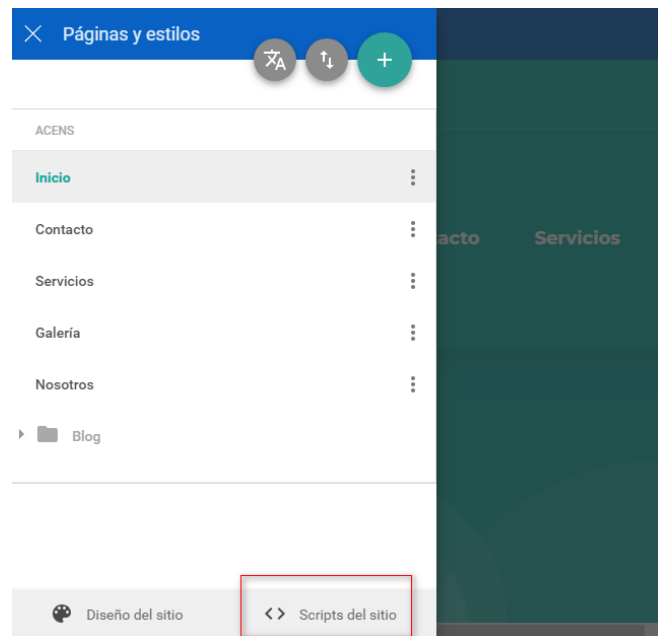 Páginas y estilos
ACENS
Inicio
Contacto
Servicios
Galería
Nosotros
Blog
acto Servicios
Diseño del sitio
Scripts del sitio